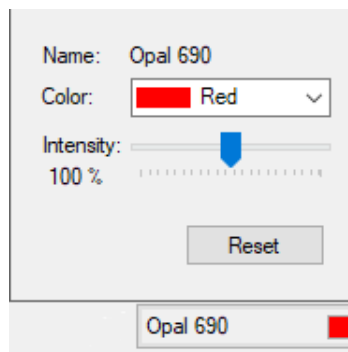 Name: Opal 690
Color: Red
Intensity:
100 %
Reset
Opal 690